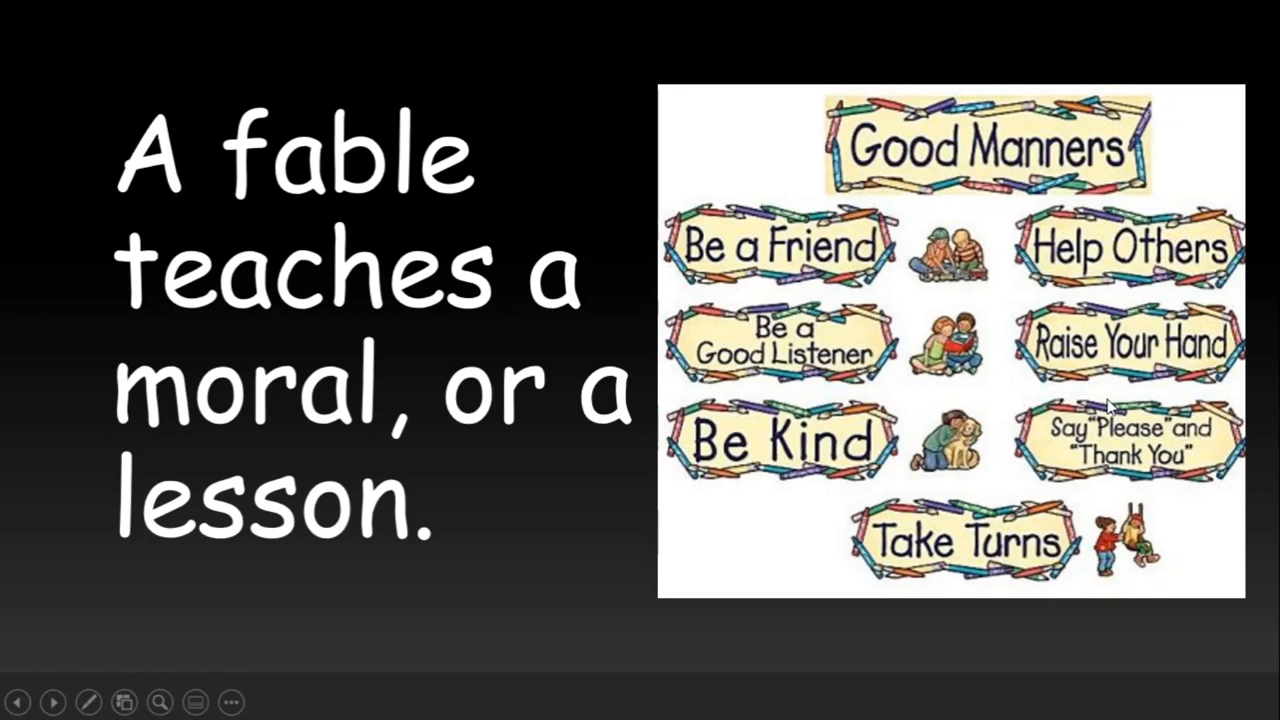 A fable
teaches a
moral, or a
lesson.
Good Manners
Be a Friend
Help Others
Be a
Good Listener
Raise Your Hand
Be Kind
Say "Please" and
"Thank You"
Take Turns